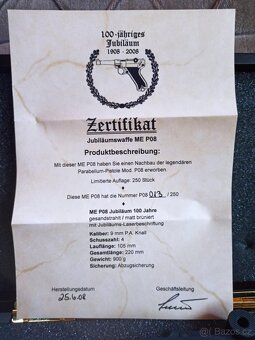 100-jähriges
Jubiläum
1908 - 2008
Zertifikat
Jubiläumswaffe ME P08
Produktbeschreibung:
Mit dieser ME P08 haben Sie einen Nachbau der legendären
Parabellum-Pistole Mod. P08 erworben.
Limitierte Auflage: 250 Stück
Diese ME P08 hat die Nummer P08 013 / 250
ME P08 Jubiläum 100 Jahre
gesandstrahlt / matt brüniert
mit Jubiläums-Laserbeschriftung
Kaliber: 9 mm P.A. Knall
Schusszahl: 4
Lauflänge: 105 mm
Gesamtlänge: 220 mm
Gewicht: 900 g
Sicherung: Abzugsicherung
Herstellungsdatum
Geschäftsleitung
25.6.08
Bazos.cz